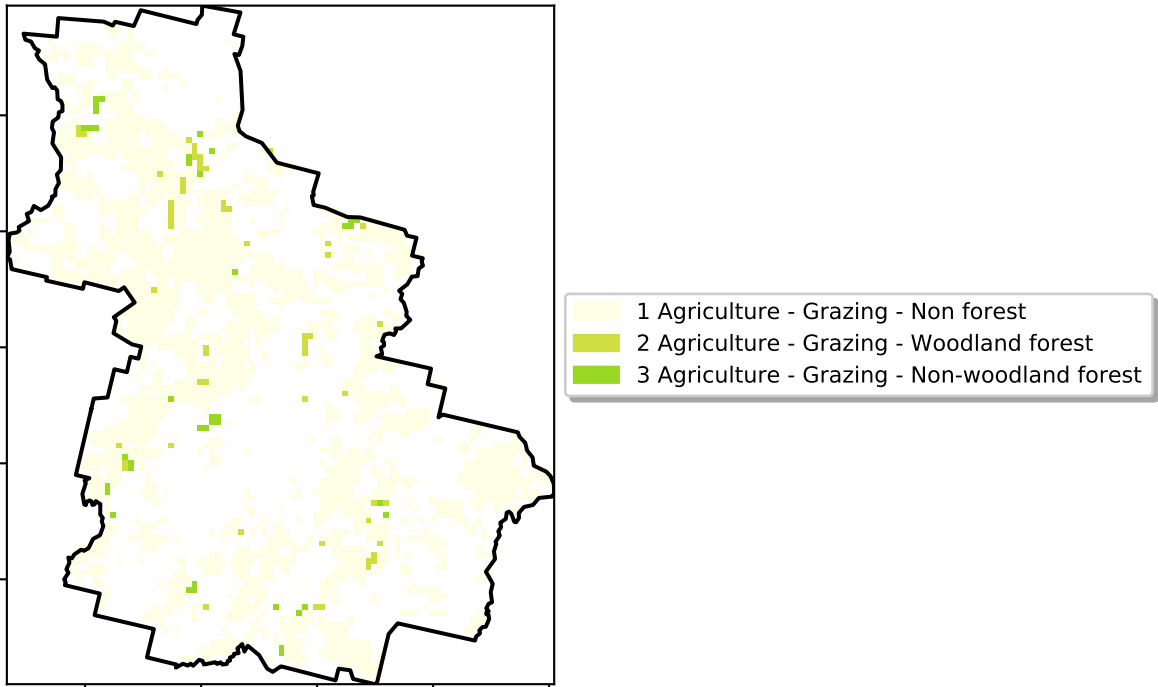 1 Agriculture - Grazing - Non forest
2 Agriculture - Grazing - Woodland forest
3 Agriculture - Grazing - Non-woodland forest